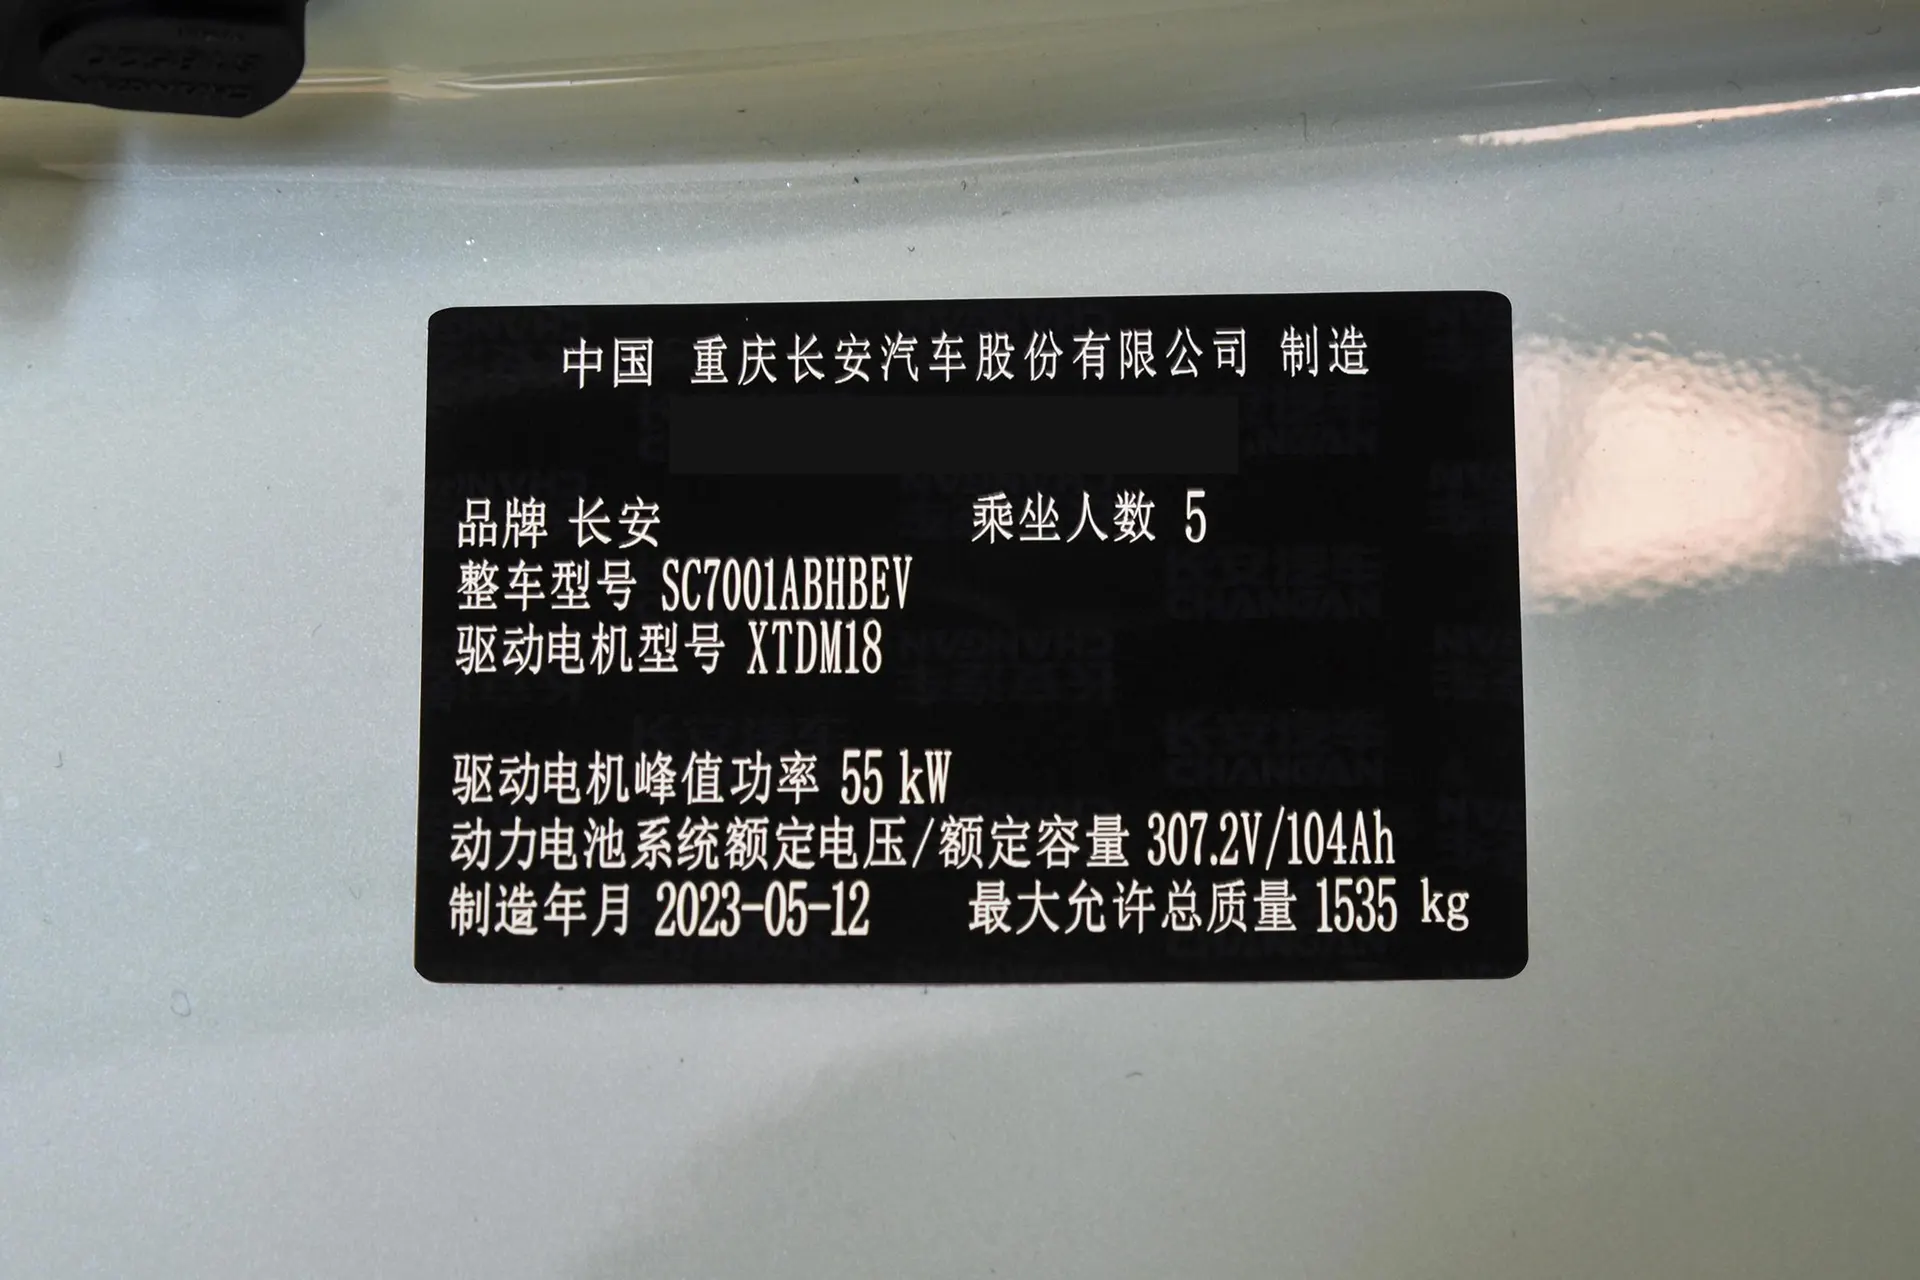 中国 重庆长安汽车股份有限公司 制造
品牌 长安 乘坐人数 5
整车型号 SC7001ABHBEV
驱动电机型号 XTDM18
驱动电机峰值功率 55 kW
动力电池系统额定电压/额定容量 307.2V/104Ah
制造年月 2023-05-12 最大允许总质量 1535 kg